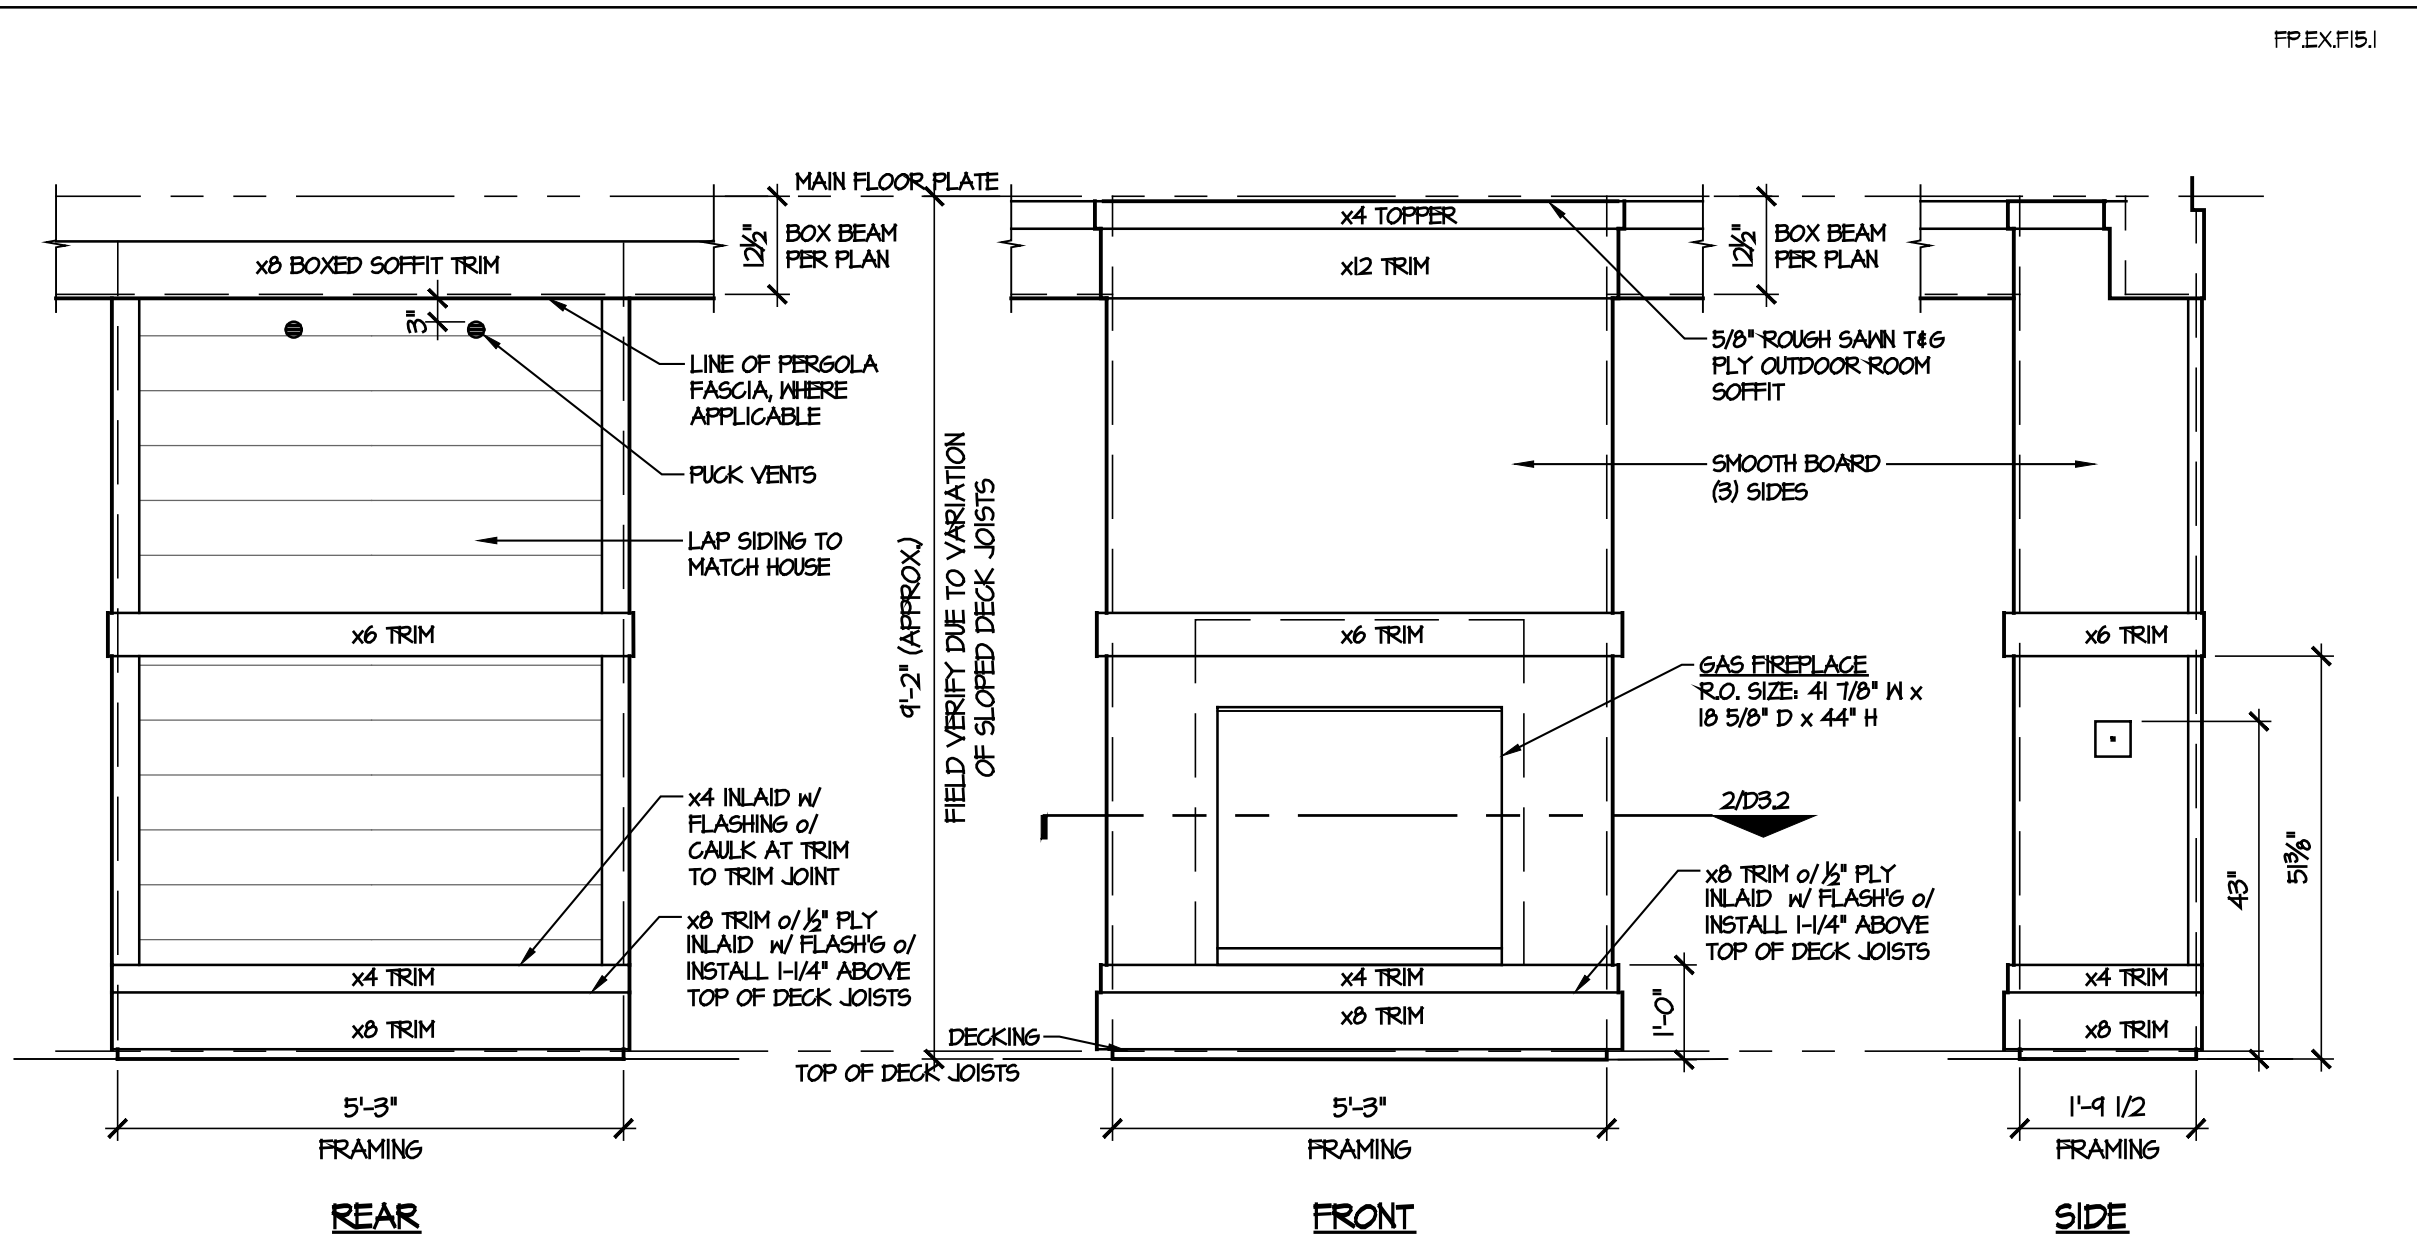 FP.EX.F15.1
MAIN FLOOR PLATE
12½"
BOX BEAM
PER PLAN
x8 BOXED SOFFIT TRIM
3"
LINE OF PERGOLA
FASCIA, WHERE
APPLICABLE
PUCK VENTS
LAP SIDING TO
MATCH HOUSE
x6 TRIM
x4 INLAID w/
FLASHING o/
CAULK AT TRIM
TO TRIM JOINT
x8 TRIM o/ ½" PLY
INLAID w/ FLASH'G o/
INSTALL 1-1/4" ABOVE
TOP OF DECK JOISTS
x4 TRIM
x8 TRIM
5'-3"
FRAMING
REAR
9'-2" (APPROX.)
FIELD VERIFY DUE TO VARIATION
OF SLOPED DECK JOISTS
DECKING
TOP OF DECK JOISTS
x4 TOPPER
x12 TRIM
12½"
BOX BEAM
PER PLAN
5/8" ROUGH SAWN T&G
PLY OUTDOOR ROOM
SOFFIT
SMOOTH BOARD
(3) SIDES
x6 TRIM
GAS FIREPLACE
R.O. SIZE: 41 7/8" W x
18 5/8" D x 44" H
2/D3.2
x8 TRIM o/ ½" PLY
INLAID w/ FLASH'G o/
INSTALL 1-1/4" ABOVE
TOP OF DECK JOISTS
x4 TRIM
x8 TRIM
1'-0"
5'-3"
FRAMING
FRONT
x6 TRIM
43"
51⅜"
x4 TRIM
x8 TRIM
1'-9 1/2
FRAMING
SIDE